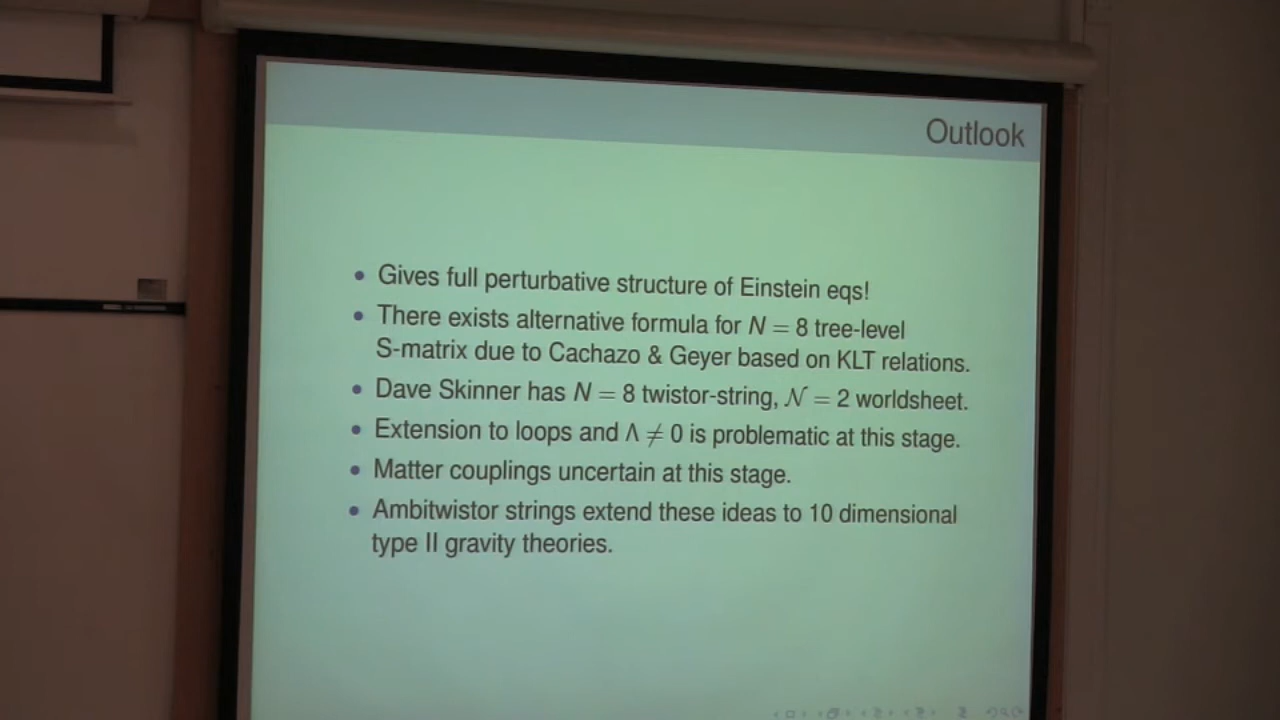 Outlook
• Gives full perturbative structure of Einstein eqs!
• There exists alternative formula for N = 8 tree-level
S-matrix due to Cachazo & Geyer based on KLT relations.
• Dave Skinner has N = 8 twistor-string, 𝒩 = 2 worldsheet.
• Extension to loops and Λ ≠ 0 is problematic at this stage.
• Matter couplings uncertain at this stage.
• Ambitwistor strings extend these ideas to 10 dimensional
type II gravity theories.